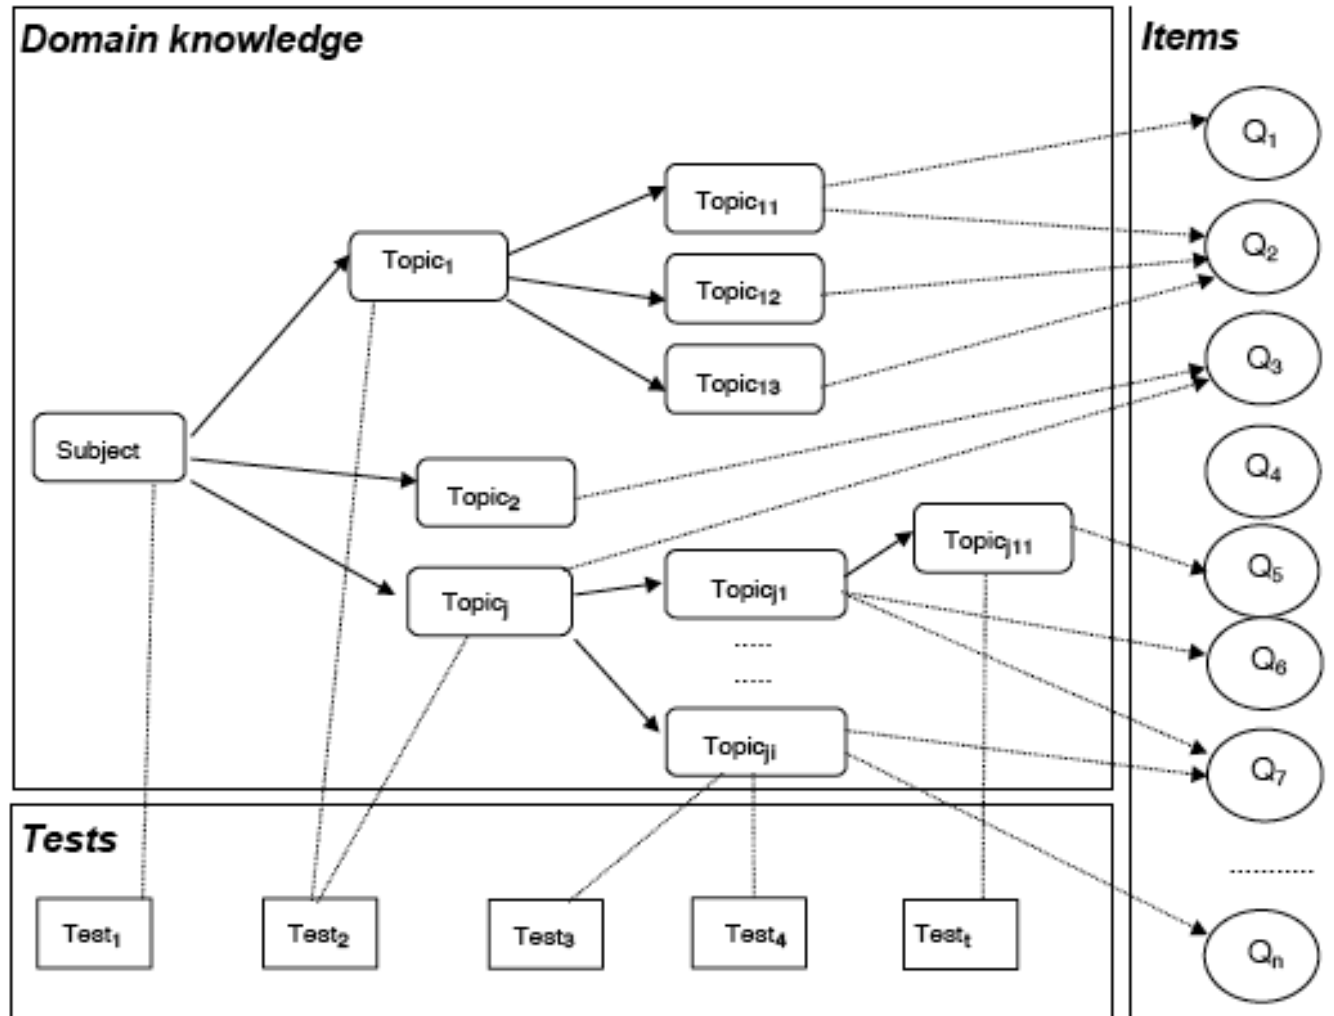 Domain knowledge
Items
Q1
Topic11
Q2
Topic1
Topic12
Q3
Topic13
Subject
Q4
Topic2
Topicj11
Q5
Topicj1
Topicj
Q6
.....
.....
Topicji
Q7
Tests
..............
Test1
Test2
Test3
Test4
Testt
Qn